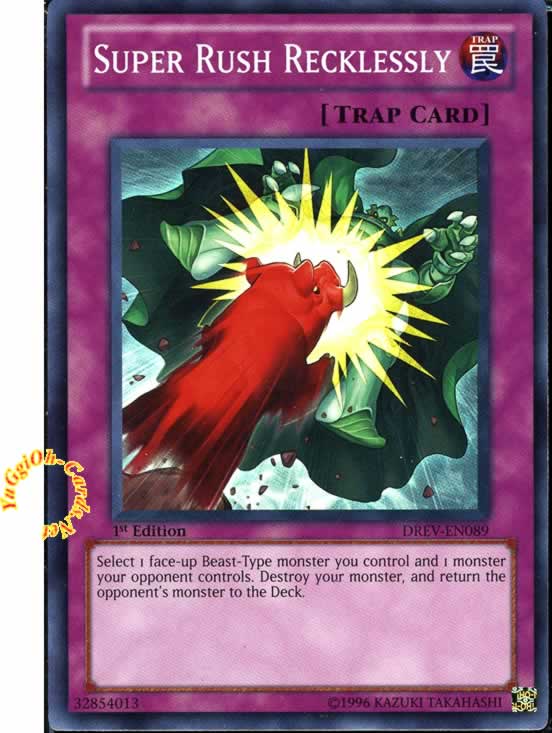 SUPER RUSH RECKLESSLY
TRAP
罠
[TRAP CARD]
YuGgiOh-Cards.Net
1st Edition
DREV-EN089
Select 1 face-up Beast-Type monster you control and 1 monster
your opponent controls. Destroy your monster, and return the
opponent's monster to the Deck.
32854013
©1996 KAZUKI TAKAHASHI